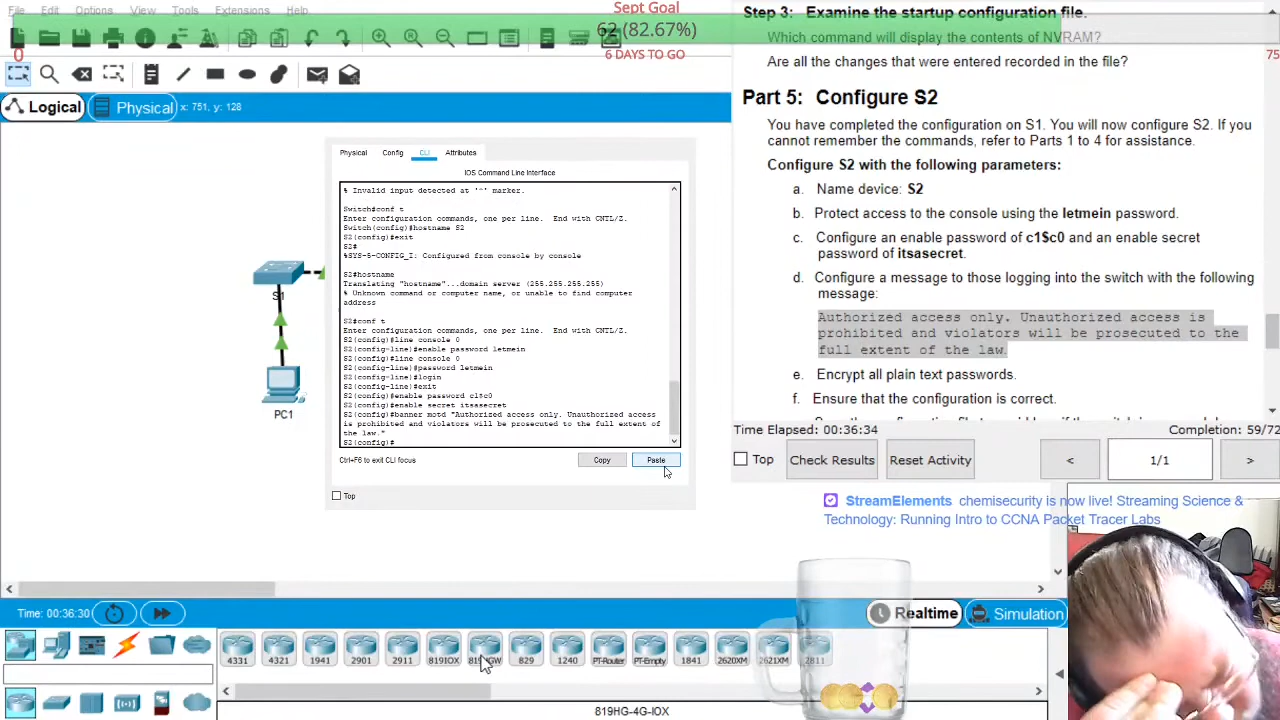 File Edit Options View Tools Extensions Help
Sept Goal
62 (82.67%)
0
6 DAYS TO GO
75
Logical
Physical
x: 751, y: 128
Physical Config CLI Attributes
IOS Command Line Interface
% Invalid input detected at '^' marker.
Switch#conf t
Enter configuration commands, one per line. End with CNTL/Z.
Switch(config)#hostname S2
S2(config)#exit
S2#
%SYS-5-CONFIG_I: Configured from console by console
S2#hostname
Translating "hostname"...domain server (255.255.255.255)
% Unknown command or computer name, or unable to find computer
address
S2#conf t
Enter configuration commands, one per line. End with CNTL/Z.
S2(config)#line console 0
S2(config-line)#enable password letmein
S2(config)#line console 0
S2(config-line)#password letmein
S2(config-line)#login
S2(config-line)#exit
S2(config)#enable password c1$c0
S2(config)#enable secret itsasecret
S2(config)#banner motd "Authorized access only. Unauthorized access
is prohibited and violators will be prosecuted to the full extent of
the law."
S2(config)#
Ctrl+F6 to exit CLI focus
Copy
Paste
Top
S1
PC1
Step 3: Examine the startup configuration file.
Which command will display the contents of NVRAM?
Are all the changes that were entered recorded in the file?
Part 5: Configure S2
You have completed the configuration on S1. You will now configure S2. If you
cannot remember the commands, refer to Parts 1 to 4 for assistance.
Configure S2 with the following parameters:
a. Name device: S2
b. Protect access to the console using the letmein password.
c. Configure an enable password of c1$c0 and an enable secret
password of itsasecret.
d. Configure a message to those logging into the switch with the following
message:
Authorized access only. Unauthorized access is
prohibited and violators will be prosecuted to the
full extent of the law.
e. Encrypt all plain text passwords.
f. Ensure that the configuration is correct.
Time Elapsed: 00:36:34
Completion: 59/72
Top
Check Results
Reset Activity
<
1/1
>
StreamElements chemisecurity is now live! Streaming Science &
Technology: Running Intro to CCNA Packet Tracer Labs
Time: 00:36:30
Realtime
Simulation
4331 4321 1941 2901 2911 819IOX 829 1240 PT-Router PT-Empty 1841 2620XM 2621XM 2811
819HG-4G-IOX